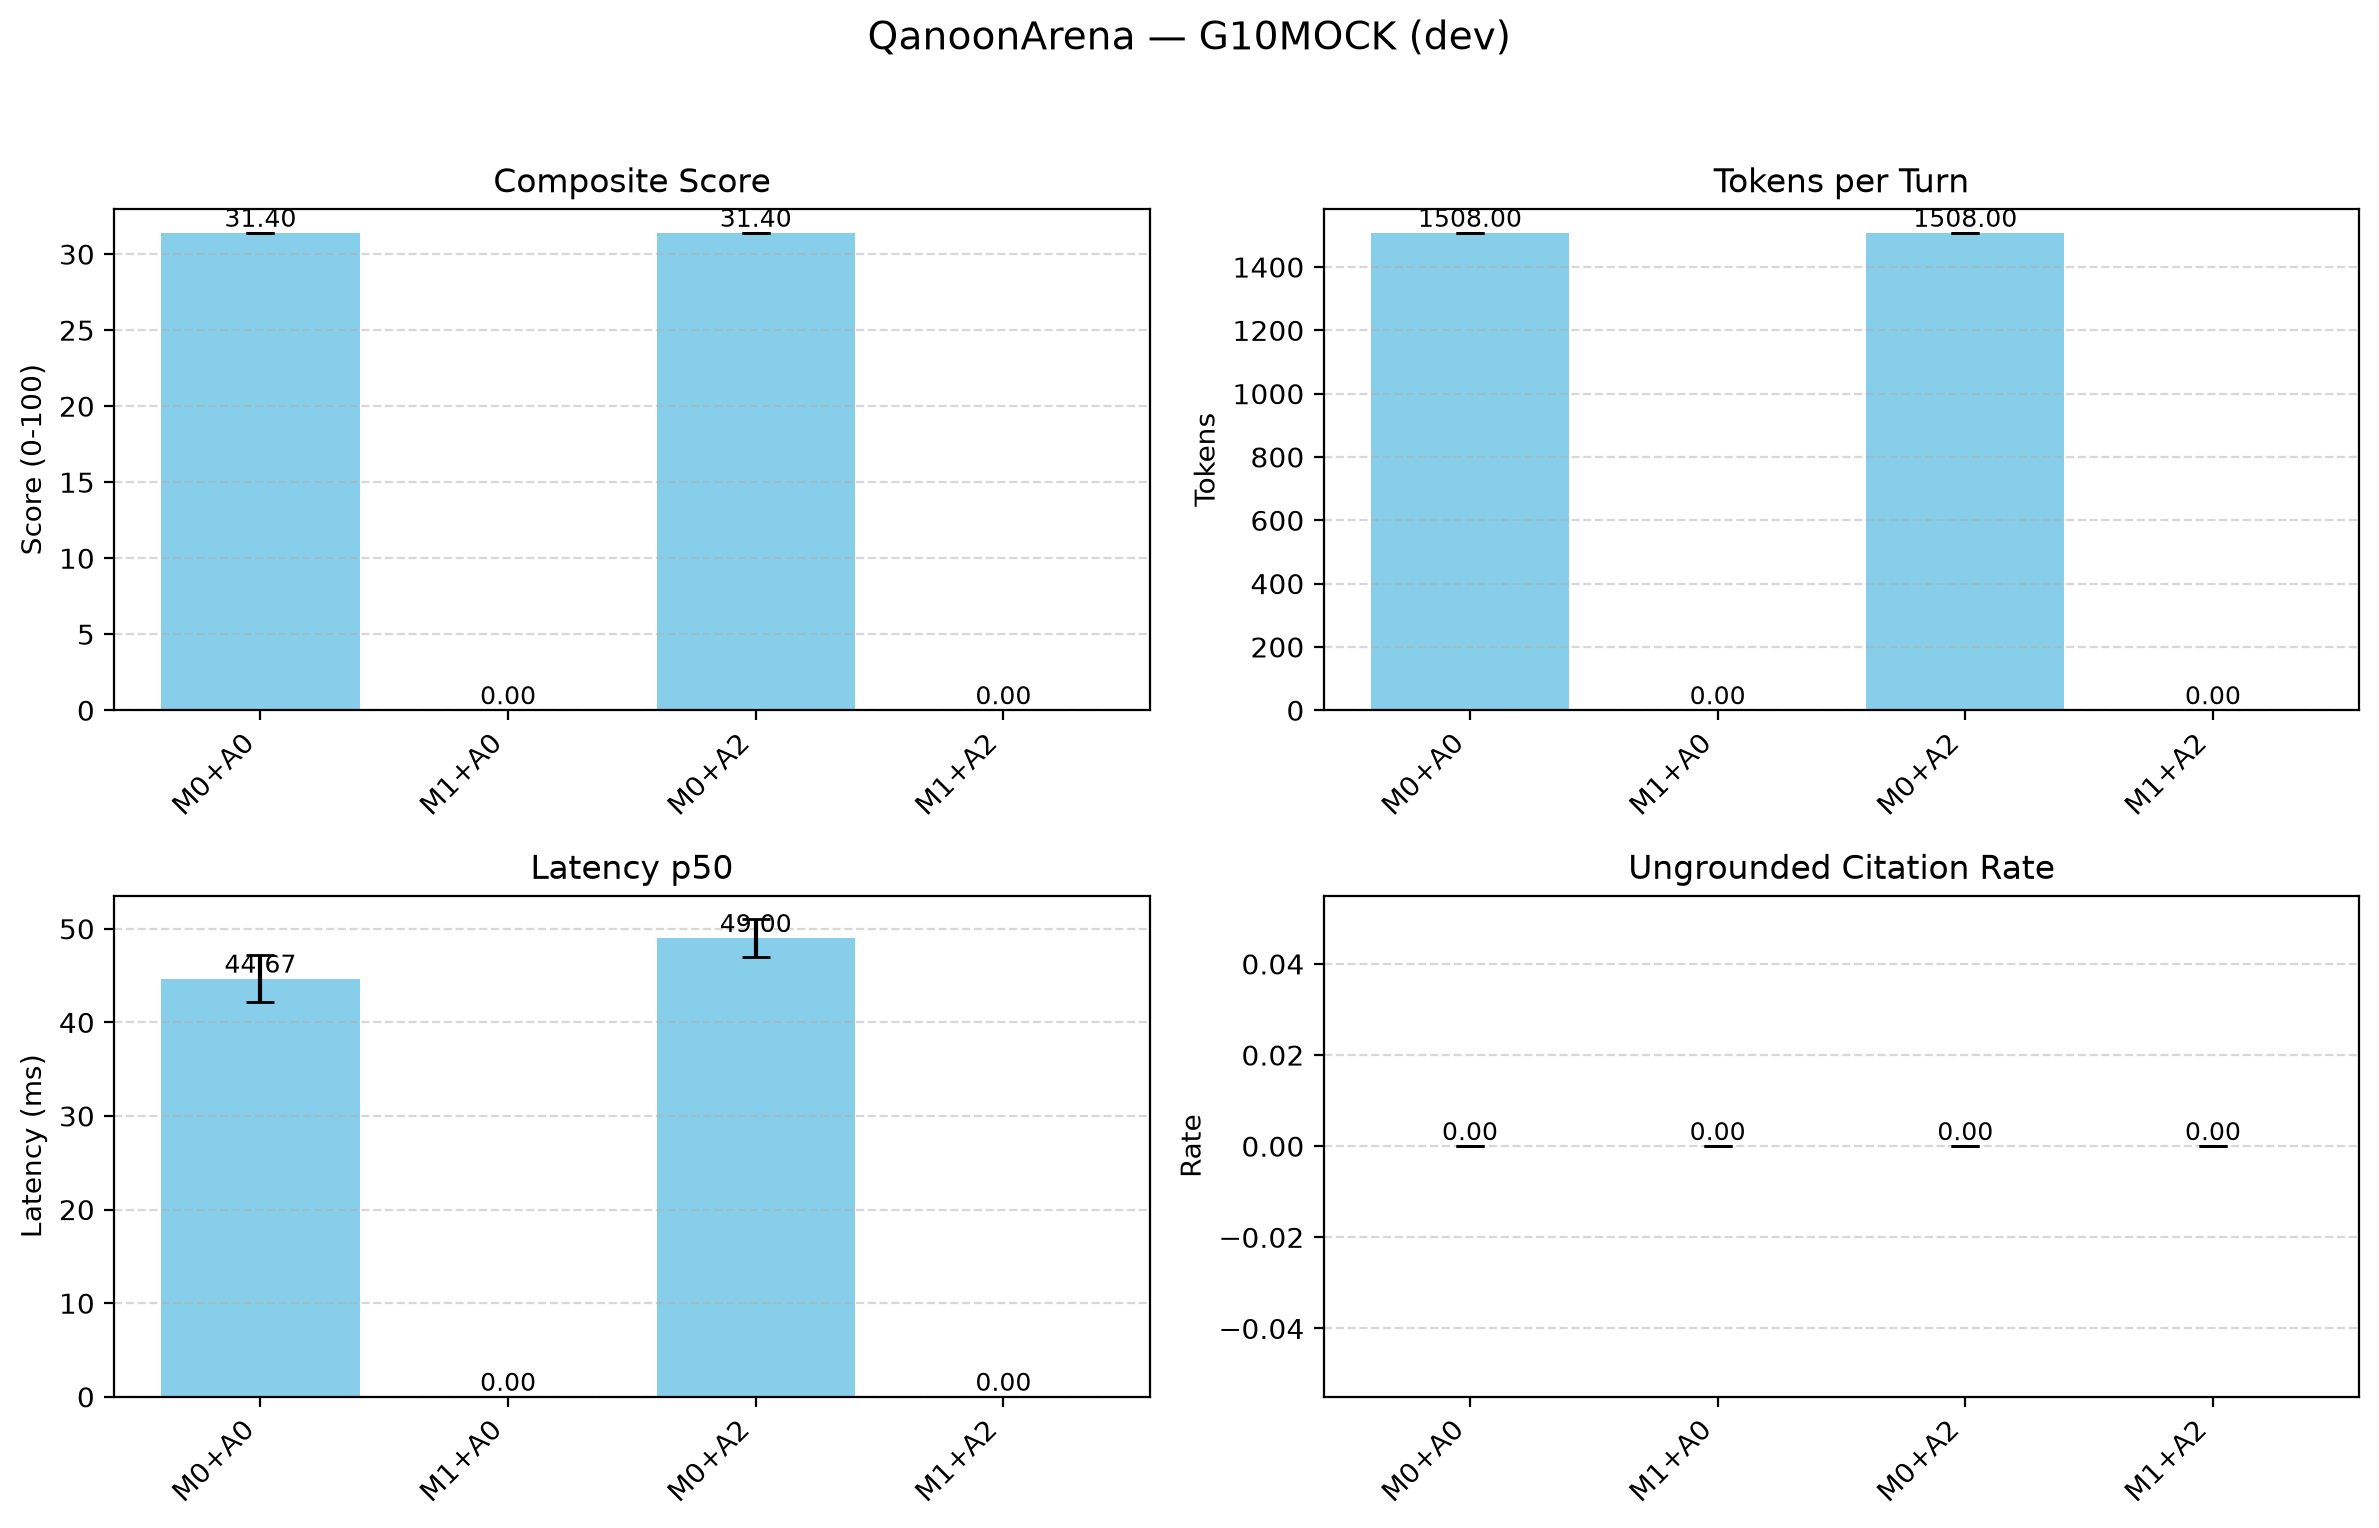 QanoonArena — G10MOCK (dev)
Composite Score
Score (0-100)
30
25
20
15
10
5
0
31.40
0.00
31.40
0.00
M0+A0
M1+A0
M0+A2
M1+A2
Tokens per Turn
Tokens
1400
1200
1000
800
600
400
200
0
1508.00
0.00
1508.00
0.00
M0+A0
M1+A0
M0+A2
M1+A2
Latency p50
Latency (ms)
50
40
30
20
10
0
44.67
0.00
49.00
0.00
M0+A0
M1+A0
M0+A2
M1+A2
Ungrounded Citation Rate
Rate
0.04
0.02
0.00
−0.02
−0.04
0.00
0.00
0.00
0.00
M0+A0
M1+A0
M0+A2
M1+A2